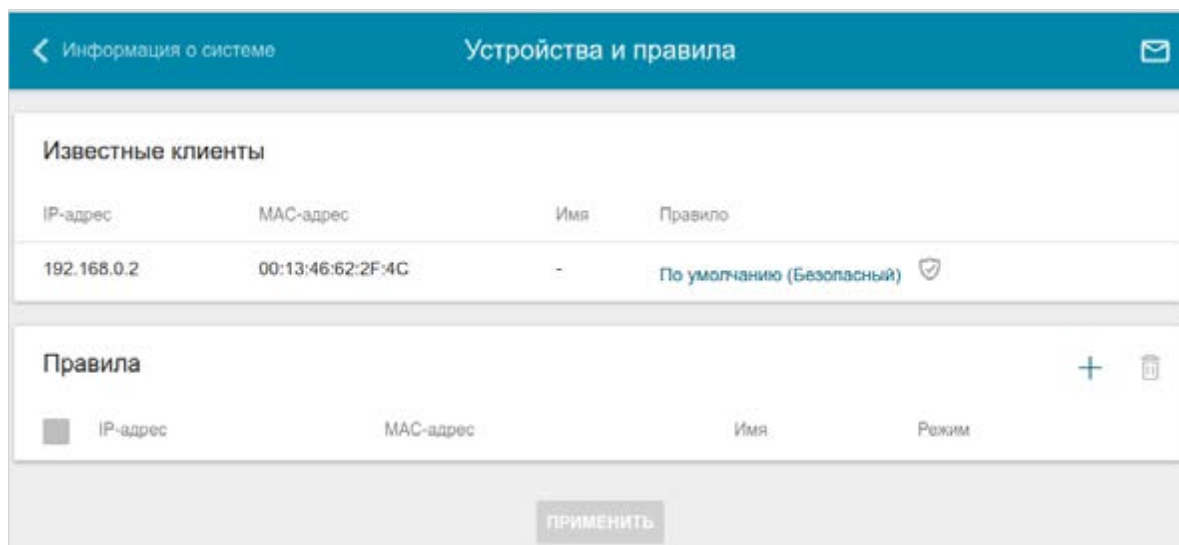 Информация о системе Устройства и правила
Известные клиенты
IP-адрес MAC-адрес Имя Правило
192.168.0.2 00:13:46:62:2F:4C - По умолчанию (Безопасный)
Правила
IP-адрес MAC-адрес Имя Режим
ПРИМЕНИТЬ